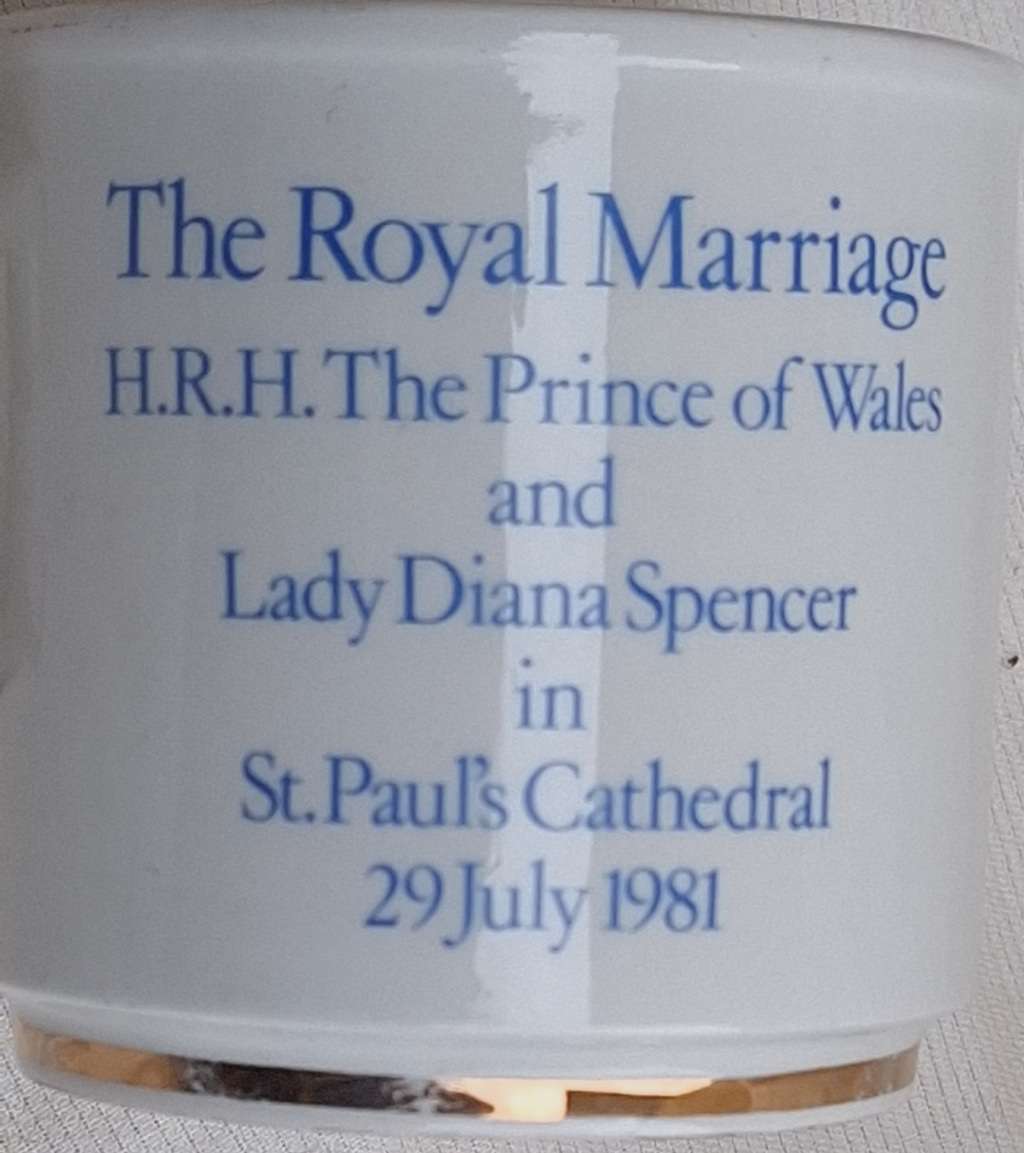 The Royal Marriage
H.R.H. The Prince of Wales
and
Lady Diana Spencer
in
St. Paul's Cathedral
29 July 1981